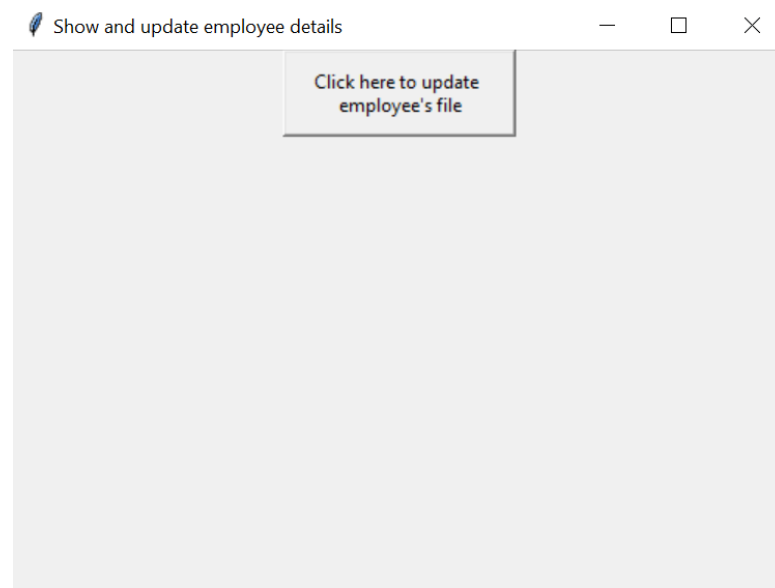 Show and update employee details
Click here to update
employee's file